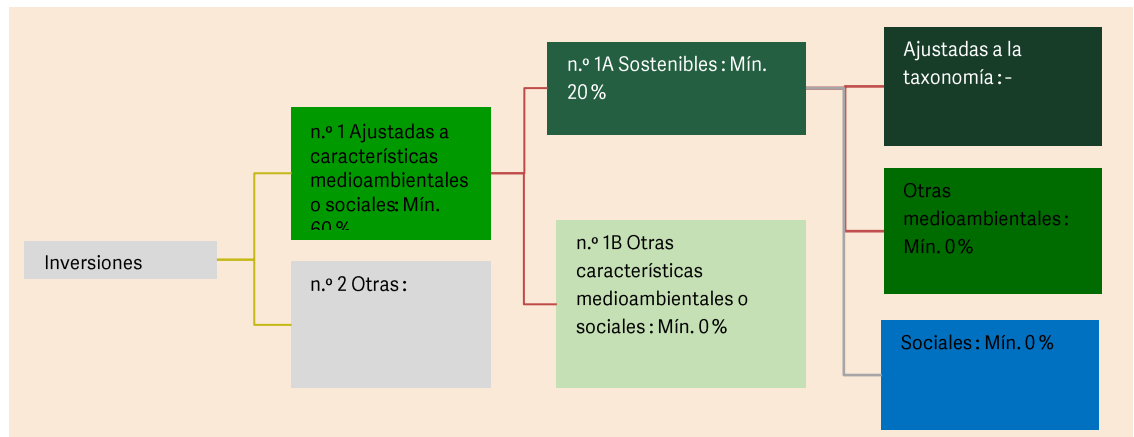 Inversiones
n.º 1 Ajustadas a
características
medioambientales
o sociales: Mín.
60 %
n.º 2 Otras :
n.º 1A Sostenibles : Mín.
20 %
n.º 1B Otras
características
medioambientales o
sociales : Mín. 0 %
Ajustadas a la
taxonomía : -
Otras
medioambientales :
Mín. 0 %
Sociales : Mín. 0 %